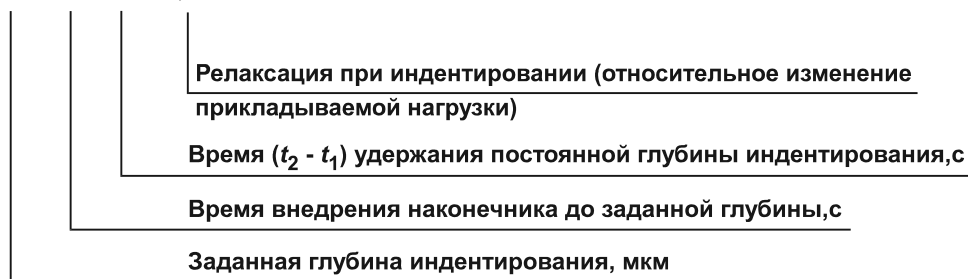 Релаксация при индентировании (относительное изменение
прикладываемой нагрузки)
Время (t₂ - t₁) удержания постоянной глубины индентирования,с
Время внедрения наконечника до заданной глубины,с
Заданная глубина индентирования, мкм